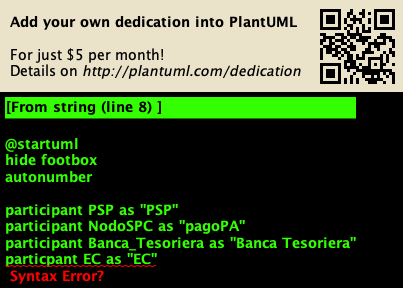 Add your own dedication into PlantUML
For just $5 per month!
Details on http://plantuml.com/dedication
[From string (line 8) ]
@startuml
hide footbox
autonumber
participant PSP as "PSP"
participant NodoSPC as "pagoPA"
participant Banca_Tesoriera as "Banca Tesoriera"
particpant EC as "EC"
Syntax Error?